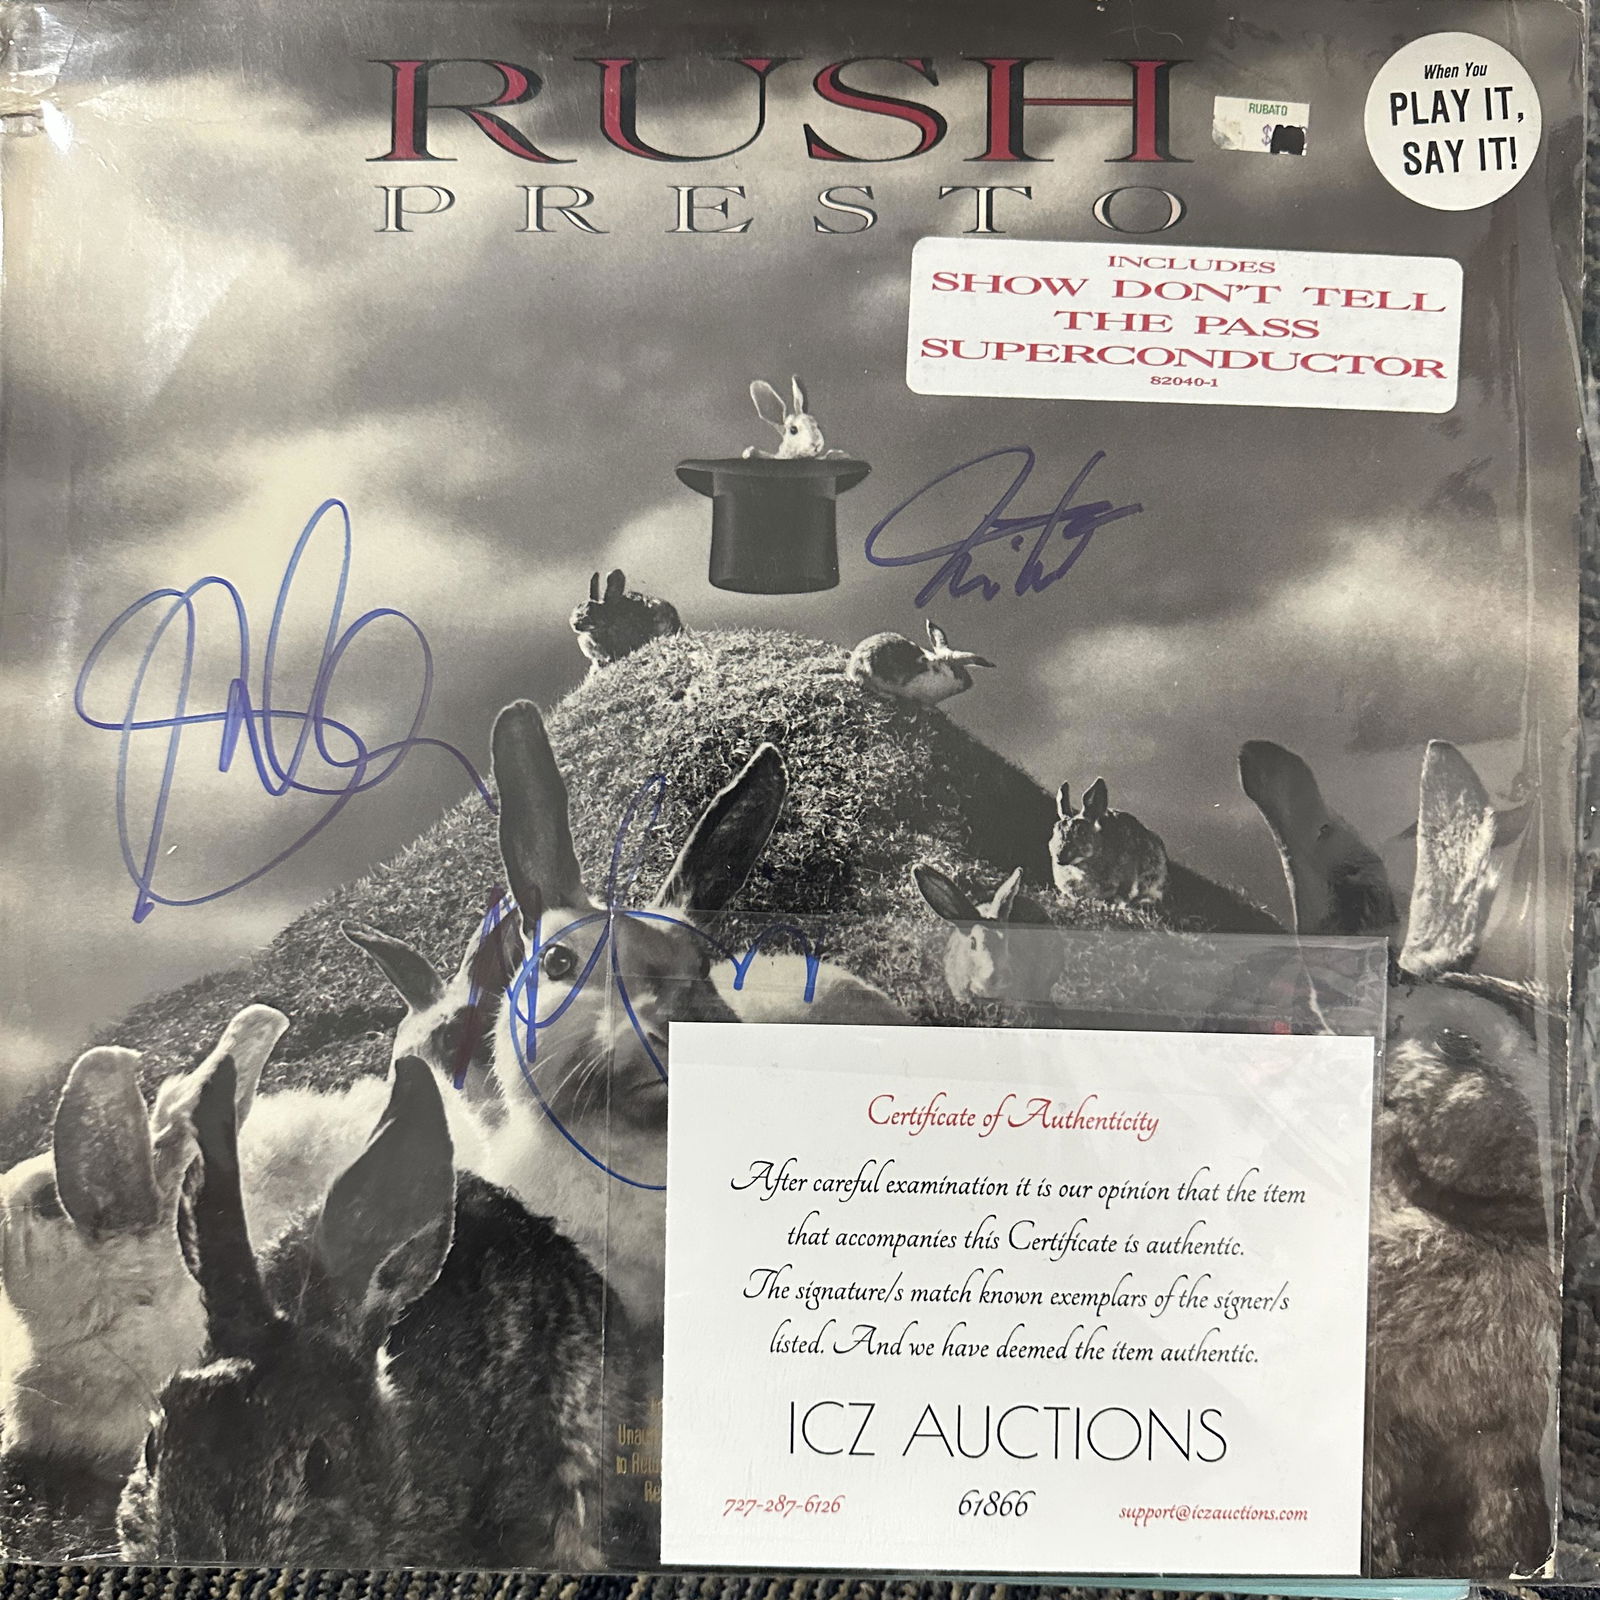 RUSH
PRESTO
RUBATO
$
When You
PLAY IT,
SAY IT!
INCLUDES
SHOW DON'T TELL
THE PASS
SUPERCONDUCTOR
82040-1
Certificate of Authenticity
After careful examination it is our opinion that the item
that accompanies this Certificate is authentic.
The signature/s match known exemplars of the signer/s
listed. And we have deemed the item authentic.
ICZ AUCTIONS
727-287-6126
61866
support@iczauctions.com